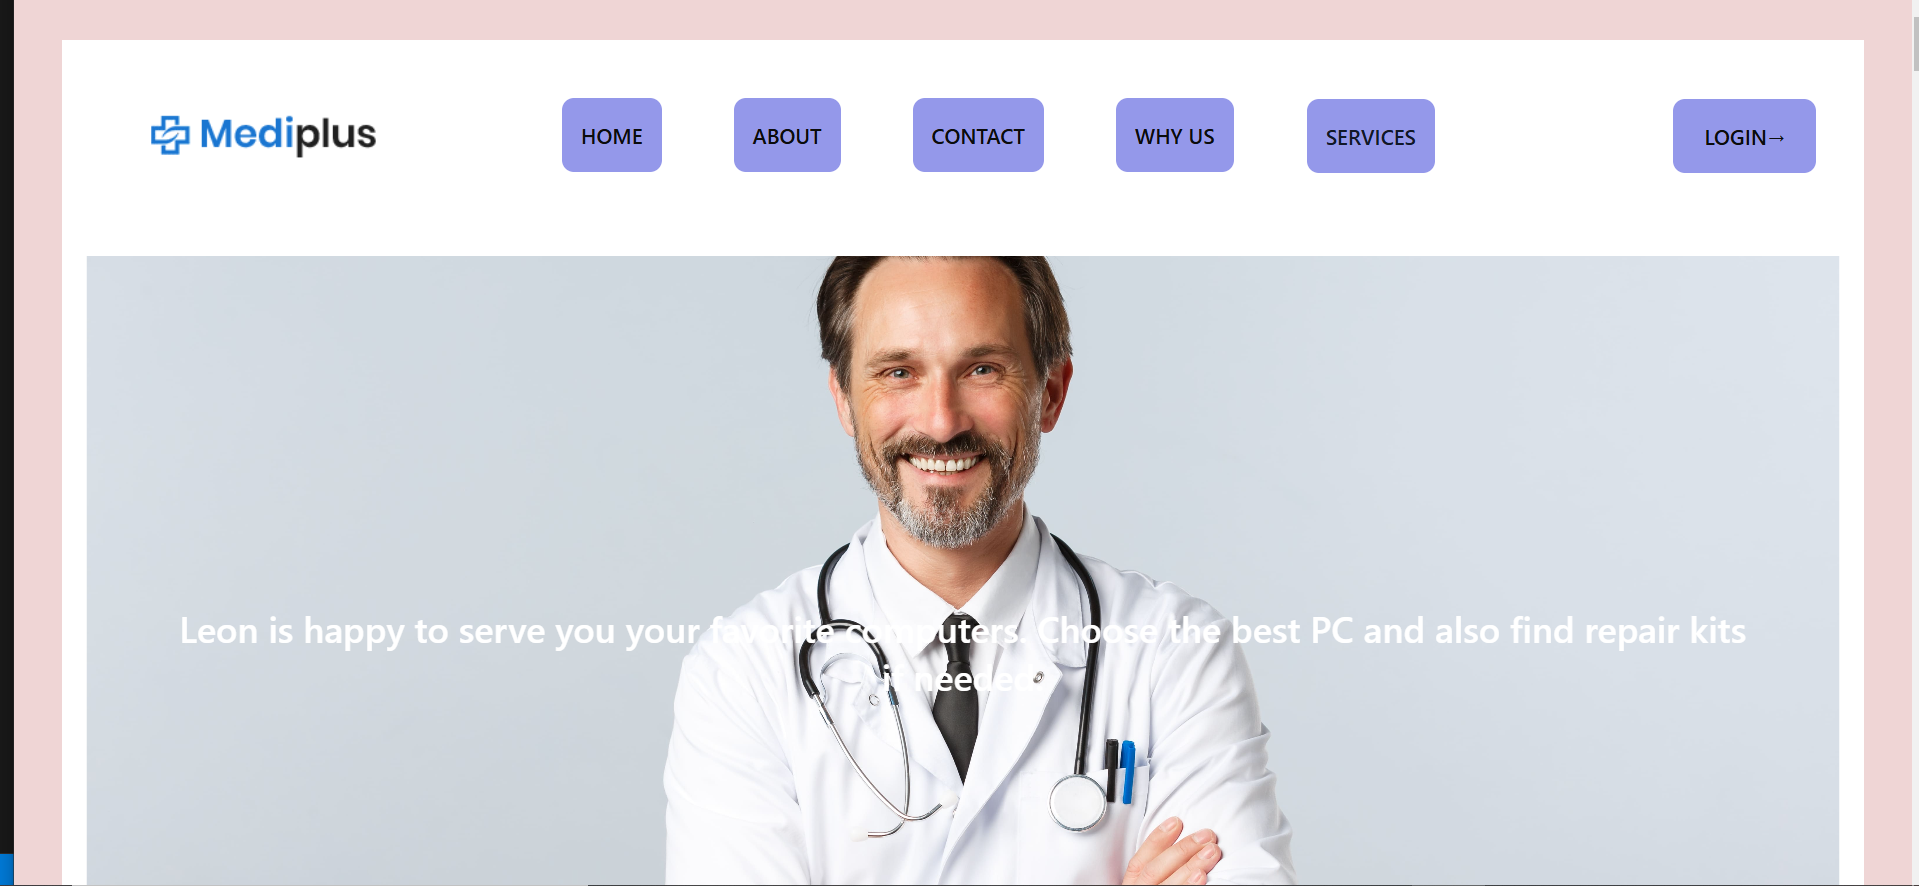 Mediplus
HOME
ABOUT
CONTACT
WHY US
SERVICES
LOGIN→
Leon is happy to serve you your favorite computers. Choose the best PC and also find repair kits
if needed.